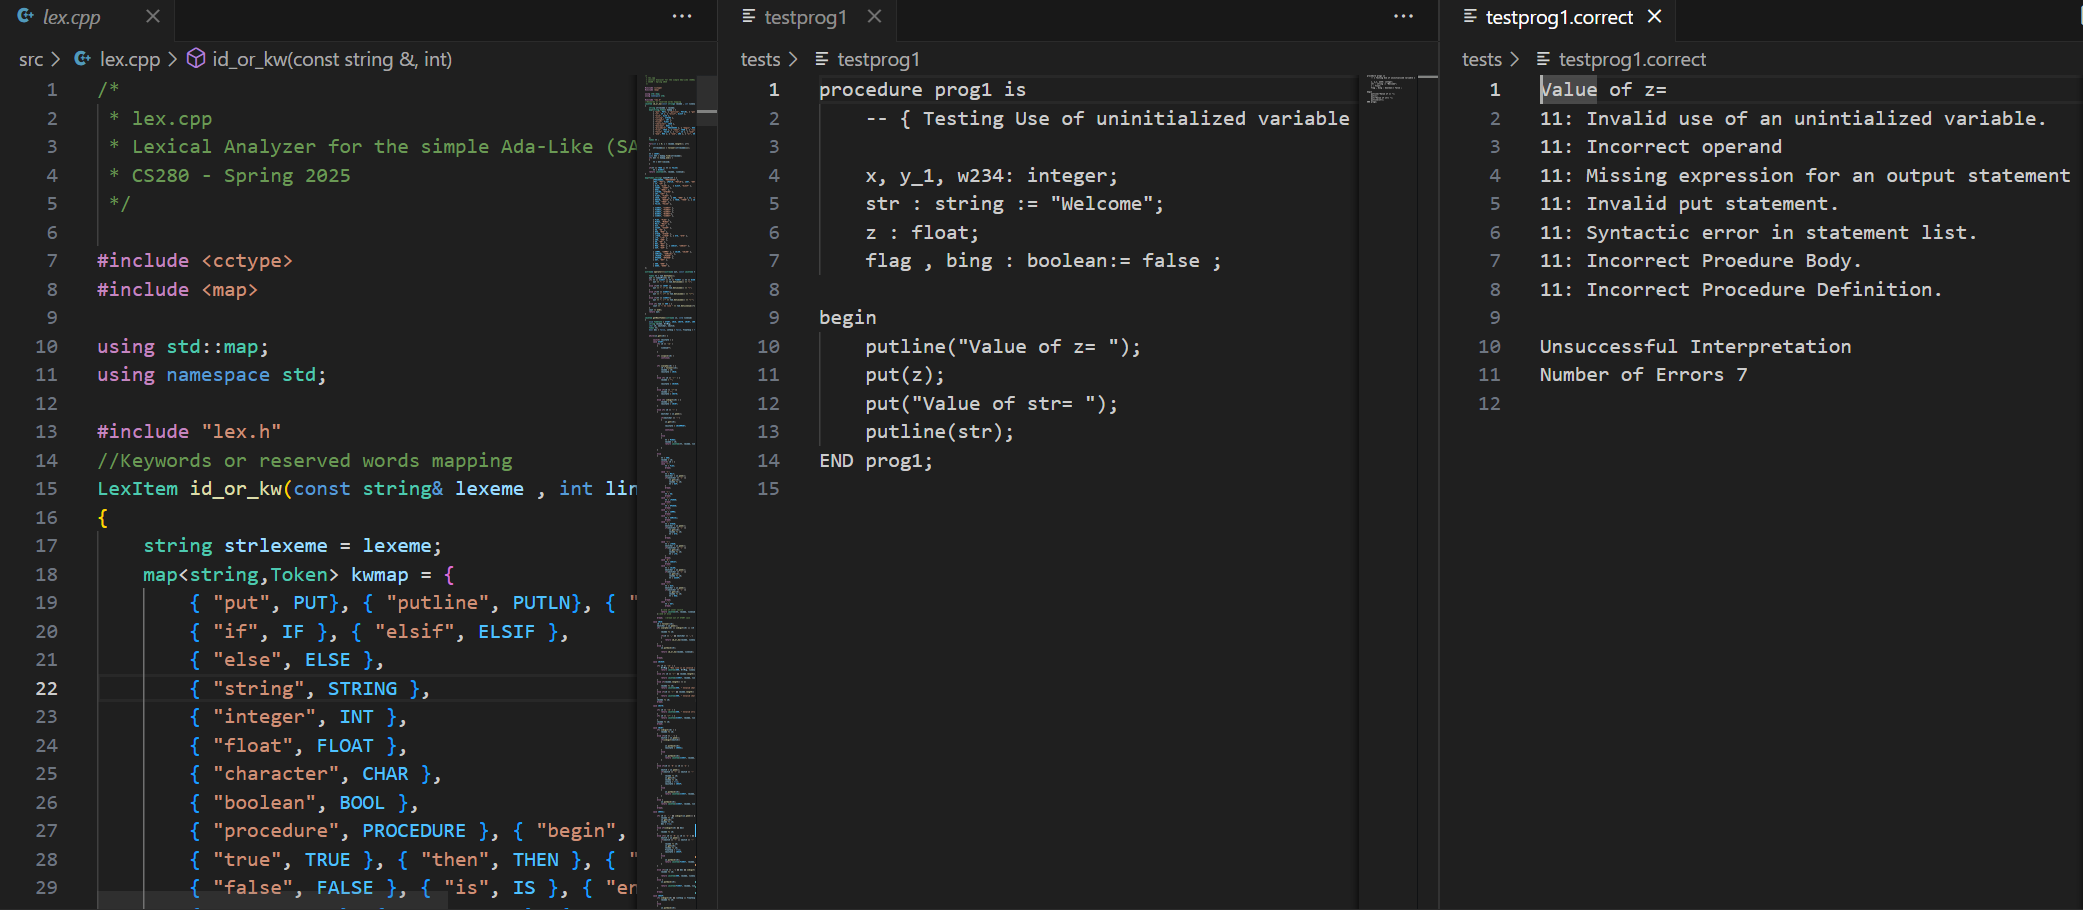 lex.cpp
src > lex.cpp > id_or_kw(const string &, int)
1 /*
2 * lex.cpp
3 * Lexical Analyzer for the simple Ada-Like (SA
4 * CS280 - Spring 2025
5 */
6
7 #include <cctype>
8 #include <map>
9
10 using std::map;
11 using namespace std;
12
13 #include "lex.h"
14 //Keywords or reserved words mapping
15 LexItem id_or_kw(const string& lexeme , int lin
16 {
17 string strlexeme = lexeme;
18 map<string,Token> kwmap = {
19 { "put", PUT}, { "putline", PUTLN}, { "
20 { "if", IF }, { "elsif", ELSIF },
21 { "else", ELSE },
22 { "string", STRING },
23 { "integer", INT },
24 { "float", FLOAT },
25 { "character", CHAR },
26 { "boolean", BOOL },
27 { "procedure", PROCEDURE }, { "begin",
28 { "true", TRUE }, { "then", THEN }, { "
29 { "false", FALSE }, { "is", IS }, { "en
testprog1
tests > testprog1
1 procedure prog1 is
2 -- { Testing Use of uninitialized variable
3
4 x, y_1, w234: integer;
5 str : string := "Welcome";
6 z : float;
7 flag , bing : boolean:= false ;
8
9 begin
10 putline("Value of z= ");
11 put(z);
12 put("Value of str= ");
13 putline(str);
14 END prog1;
15
testprog1.correct
tests > testprog1.correct
1 Value of z=
2 11: Invalid use of an unintialized variable.
3 11: Incorrect operand
4 11: Missing expression for an output statement
5 11: Invalid put statement.
6 11: Syntactic error in statement list.
7 11: Incorrect Proedure Body.
8 11: Incorrect Procedure Definition.
9
10 Unsuccessful Interpretation
11 Number of Errors 7
12